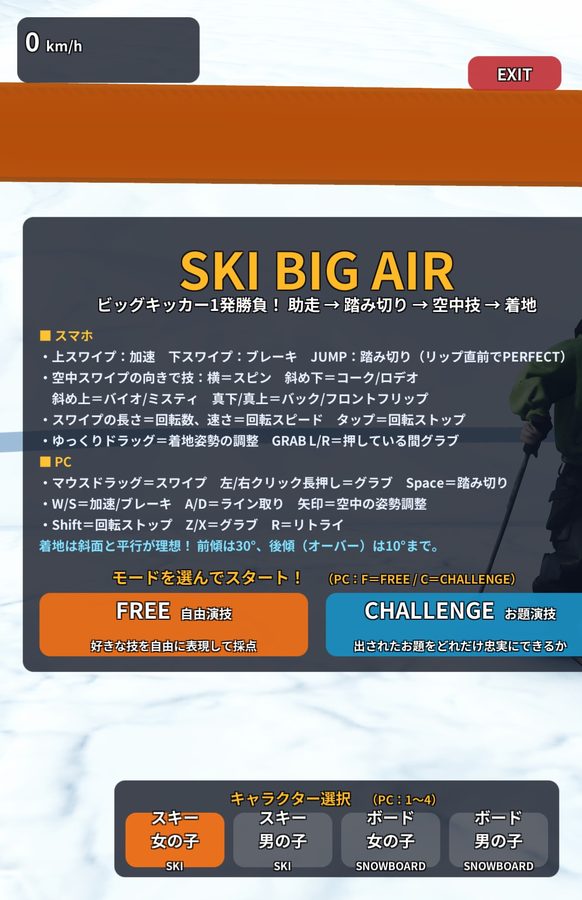 0 km/h
EXIT
SKI BIG AIR
ビッグキッカー1発勝負！ 助走 → 踏み切り → 空中技 → 着地
■ スマホ
・上スワイプ：加速　下スワイプ：ブレーキ　JUMP：踏み切り（リップ直前でPERFECT）
・空中スワイプの向きで技：横＝スピン　斜め下＝コーク/ロデオ
斜め上＝バイオ/ミスティ　真下/真上＝バック/フロントフリップ
・スワイプの長さ＝回転数、速さ＝回転スピード　タップ＝回転ストップ
・ゆっくりドラッグ＝着地姿勢の調整　GRAB L/R＝押している間グラブ
■ PC
・マウスドラッグ＝スワイプ　左/右クリック長押し＝グラブ　Space＝踏み切り
・W/S＝加速/ブレーキ　A/D＝ライン取り　矢印＝空中の姿勢調整
・Shift＝回転ストップ　Z/X＝グラブ　R＝リトライ
着地は斜面と平行が理想！ 前傾は30°、後傾（オーバー）は10°まで。
モードを選んでスタート！　（PC：F＝FREE / C＝CHALLENGE）
FREE 自由演技
好きな技を自由に表現して採点
CHALLENGE お題演技
出されたお題をどれだけ忠実にできるか
キャラクター選択　（PC：1〜4）
スキー
女の子
SKI
スキー
男の子
SKI
ボード
女の子
SNOWBOARD
ボード
男の子
SNOWBOARD